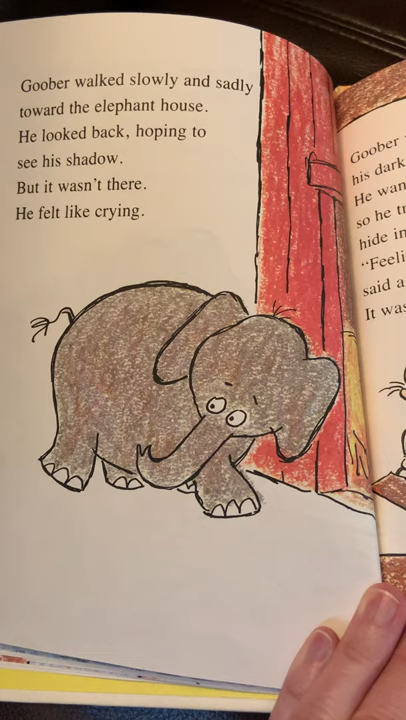 Goober walked slowly and sadly
toward the elephant house.
He looked back, hoping to
see his shadow.
But it wasn't there.
He felt like crying.
Goober
his dark
He wan
so he tr
hide in
"Feeli
said a
It was